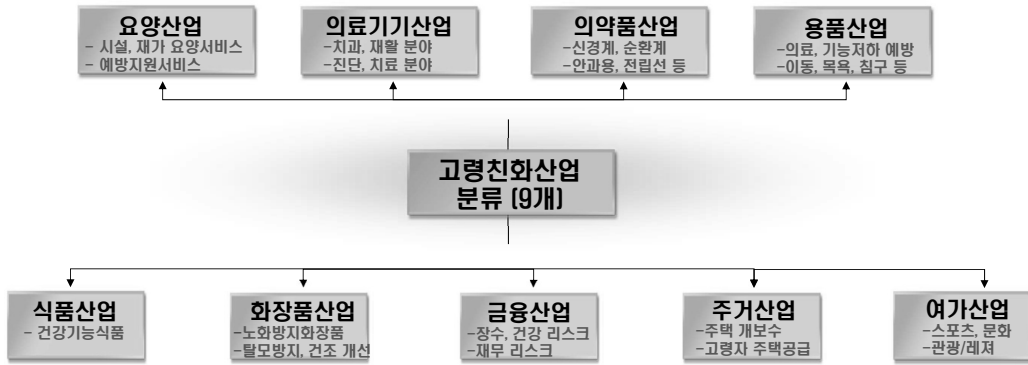 요양산업
- 시설, 재가 요양서비스
- 예방지원서비스
의료기기산업
-치과, 재활 분야
-진단, 치료 분야
의약품산업
-신경계, 순환계
-안과용, 전립선 등
용품산업
-의료, 기능저하 예방
-이동, 목욕, 침구 등
고령친화산업
분류 (9개)
식품산업
- 건강기능식품
화장품산업
-노화방지화장품
-탈모방지, 건조 개선
금융산업
-장수, 건강 리스크
-재무 리스크
주거산업
-주택 개보수
-고령자 주택공급
여가산업
-스포츠, 문화
-관광/레져